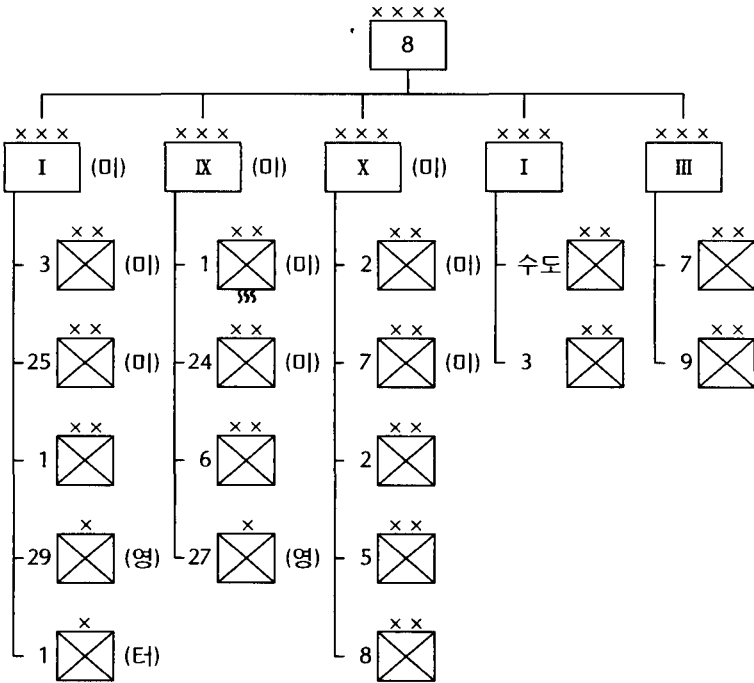 × × × ×
8
× × × × × × × × × × × × × × ×
I (미) IX (미) X (미) I III
× × × × × × × × × ×
3 (미) 1 (미) 2 (미) 수도 7
× × × × × × × × × ×
25 (미) 24 (미) 7 (미) 3 9
× × × × × ×
1 6 2
× × × ×
29 (영) 27 (영) 5
× × ×
1 (터) 8